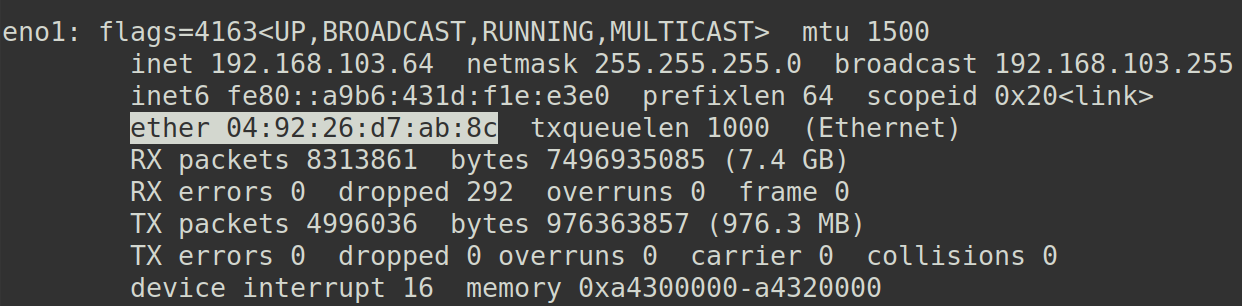 eno1: flags=4163<UP,BROADCAST,RUNNING,MULTICAST>  mtu 1500
        inet 192.168.103.64  netmask 255.255.255.0  broadcast 192.168.103.255
        inet6 fe80::a9b6:431d:f1e:e3e0  prefixlen 64  scopeid 0x20<link>
        ether 04:92:26:d7:ab:8c  txqueuelen 1000  (Ethernet)
        RX packets 8313861  bytes 7496935085 (7.4 GB)
        RX errors 0  dropped 292  overruns 0  frame 0
        TX packets 4996036  bytes 976363857 (976.3 MB)
        TX errors 0  dropped 0 overruns 0  carrier 0  collisions 0
        device interrupt 16  memory 0xa4300000-a4320000